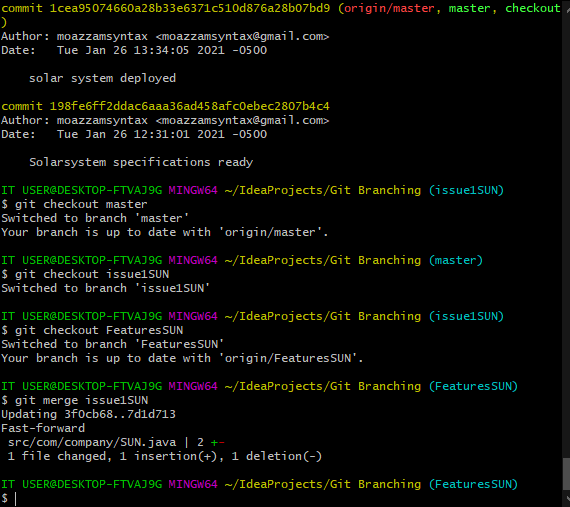 commit 1cea95074660a28b33e6371c510d876a28b07bd9 (origin/master, master, checkout
)
Author: moazzamsyntax <moazzamsyntax@gmail.com>
Date:   Tue Jan 26 13:34:05 2021 -0500
    solar system deployed
commit 198fe6ff2ddac6aaa36ad458afc0ebec2807b4c4
Author: moazzamsyntax <moazzamsyntax@gmail.com>
Date:   Tue Jan 26 12:31:01 2021 -0500
    Solarsystem specifications ready
IT USER@DESKTOP-FTVAJ9G MINGW64 ~/IdeaProjects/Git Branching (issue1SUN)
$ git checkout master
Switched to branch 'master'
Your branch is up to date with 'origin/master'.
IT USER@DESKTOP-FTVAJ9G MINGW64 ~/IdeaProjects/Git Branching (master)
$ git checkout issue1SUN
Switched to branch 'issue1SUN'
IT USER@DESKTOP-FTVAJ9G MINGW64 ~/IdeaProjects/Git Branching (issue1SUN)
$ git checkout FeaturesSUN
Switched to branch 'FeaturesSUN'
Your branch is up to date with 'origin/FeaturesSUN'.
IT USER@DESKTOP-FTVAJ9G MINGW64 ~/IdeaProjects/Git Branching (FeaturesSUN)
$ git merge issue1SUN
Updating 3f0cb68..7d1d713
Fast-forward
 src/com/company/SUN.java | 2 +-
 1 file changed, 1 insertion(+), 1 deletion(-)
IT USER@DESKTOP-FTVAJ9G MINGW64 ~/IdeaProjects/Git Branching (FeaturesSUN)
$